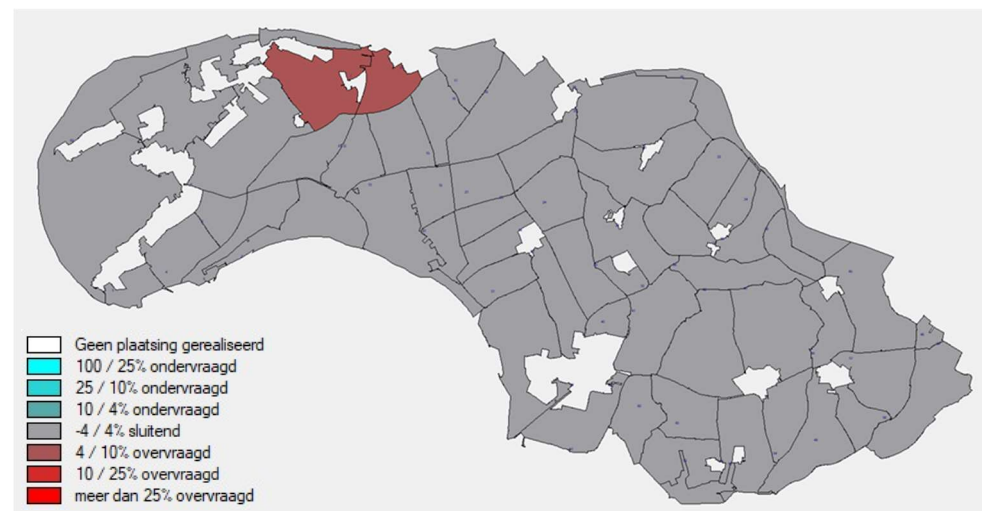 Geen plaatsing gerealiseerd
100 / 25% ondervraagd
25 / 10% ondervraagd
10 / 4% ondervraagd
-4 / 4% sluitend
4 / 10% overvraagd
10 / 25% overvraagd
meer dan 25% overvraagd